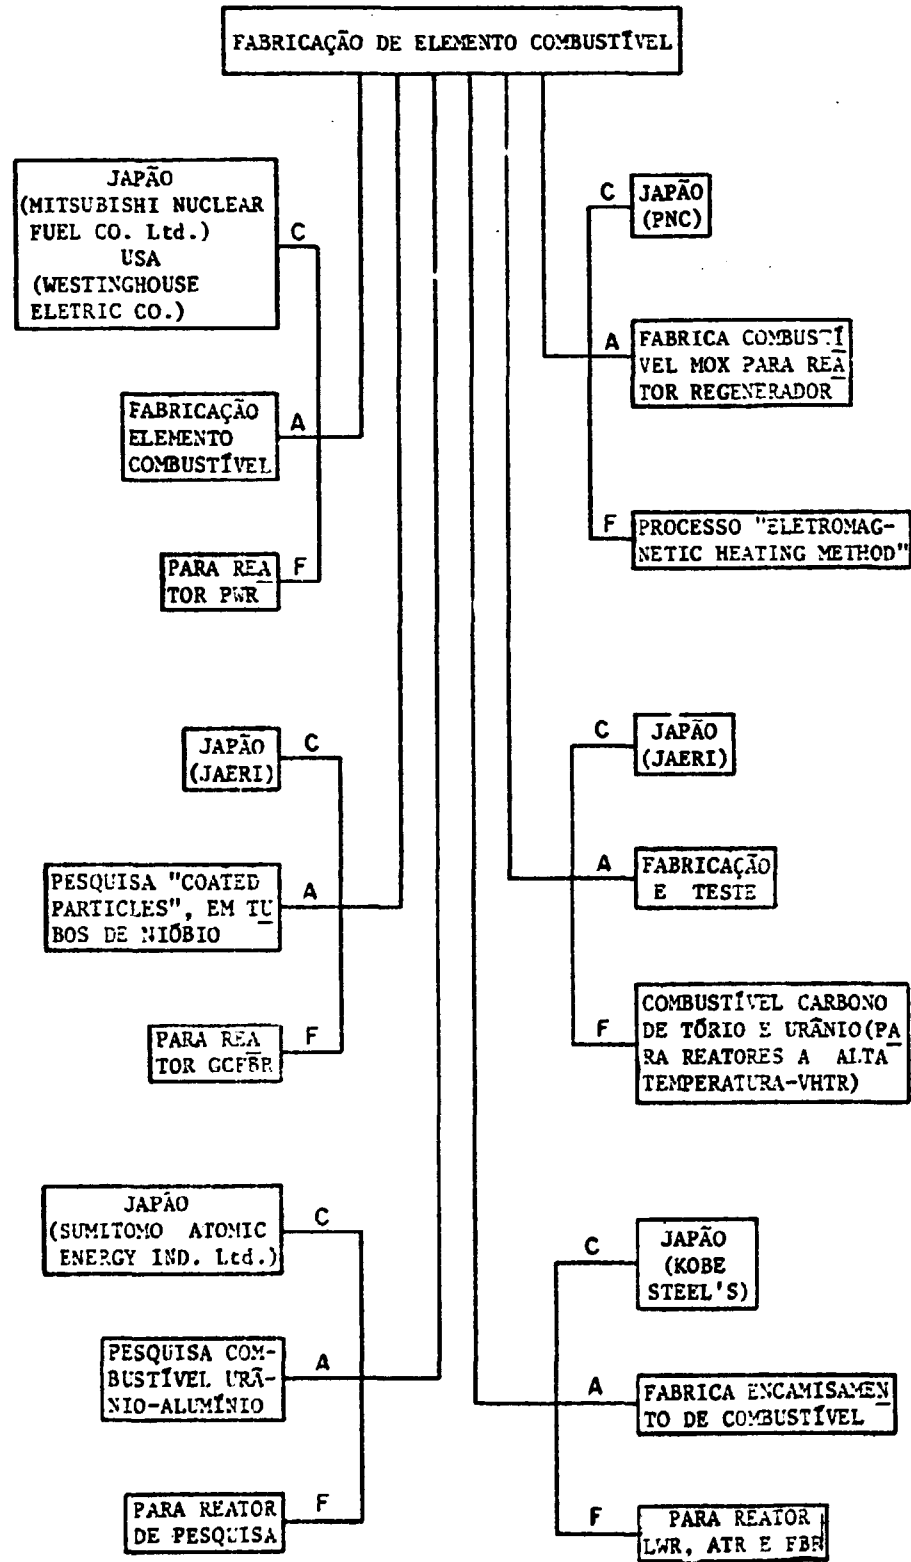 FABRICAÇÃO DE ELEMENTO COMBUSTÍVEL
JAPÃO
(MITSUBISHI NUCLEAR
FUEL CO. Ltd.)
USA
(WESTINGHOUSE
ELETRIC CO.)
C
FABRICAÇÃO
ELEMENTO
COMBUSTÍVEL
A
PARA REA
TOR PWR
F
JAPÃO
(JAERI)
C
PESQUISA "COATED
PARTICLES", EM TU
BOS DE NIÓBIO
A
PARA REA
TOR GCFBR
F
JAPÃO
(SUMITOMO ATOMIC
ENERGY IND. Ltd.)
C
PESQUISA COM-
BUSTÍVEL URÂ-
NIO-ALUMÍNIO
A
PARA REATOR
DE PESQUISA
F
C
JAPÃO
(PNC)
A
FABRICA COMBUSTÍ
VEL MOX PARA REA
TOR REGENERADOR
F
PROCESSO "ELETROMAG-
NETIC HEATING METHOD"
C
JAPÃO
(JAERI)
A
FABRICAÇÃO
E TESTE
F
COMBUSTÍVEL CARBONO
DE TÓRIO E URÂNIO(PA
RA REATORES A ALTA
TEMPERATURA-VHTR)
C
JAPÃO
(KOBE
STEEL'S)
A
FABRICA ENCAMISAMEN
TO DE COMBUSTÍVEL
F
PARA REATOR
LWR, ATR E FBR